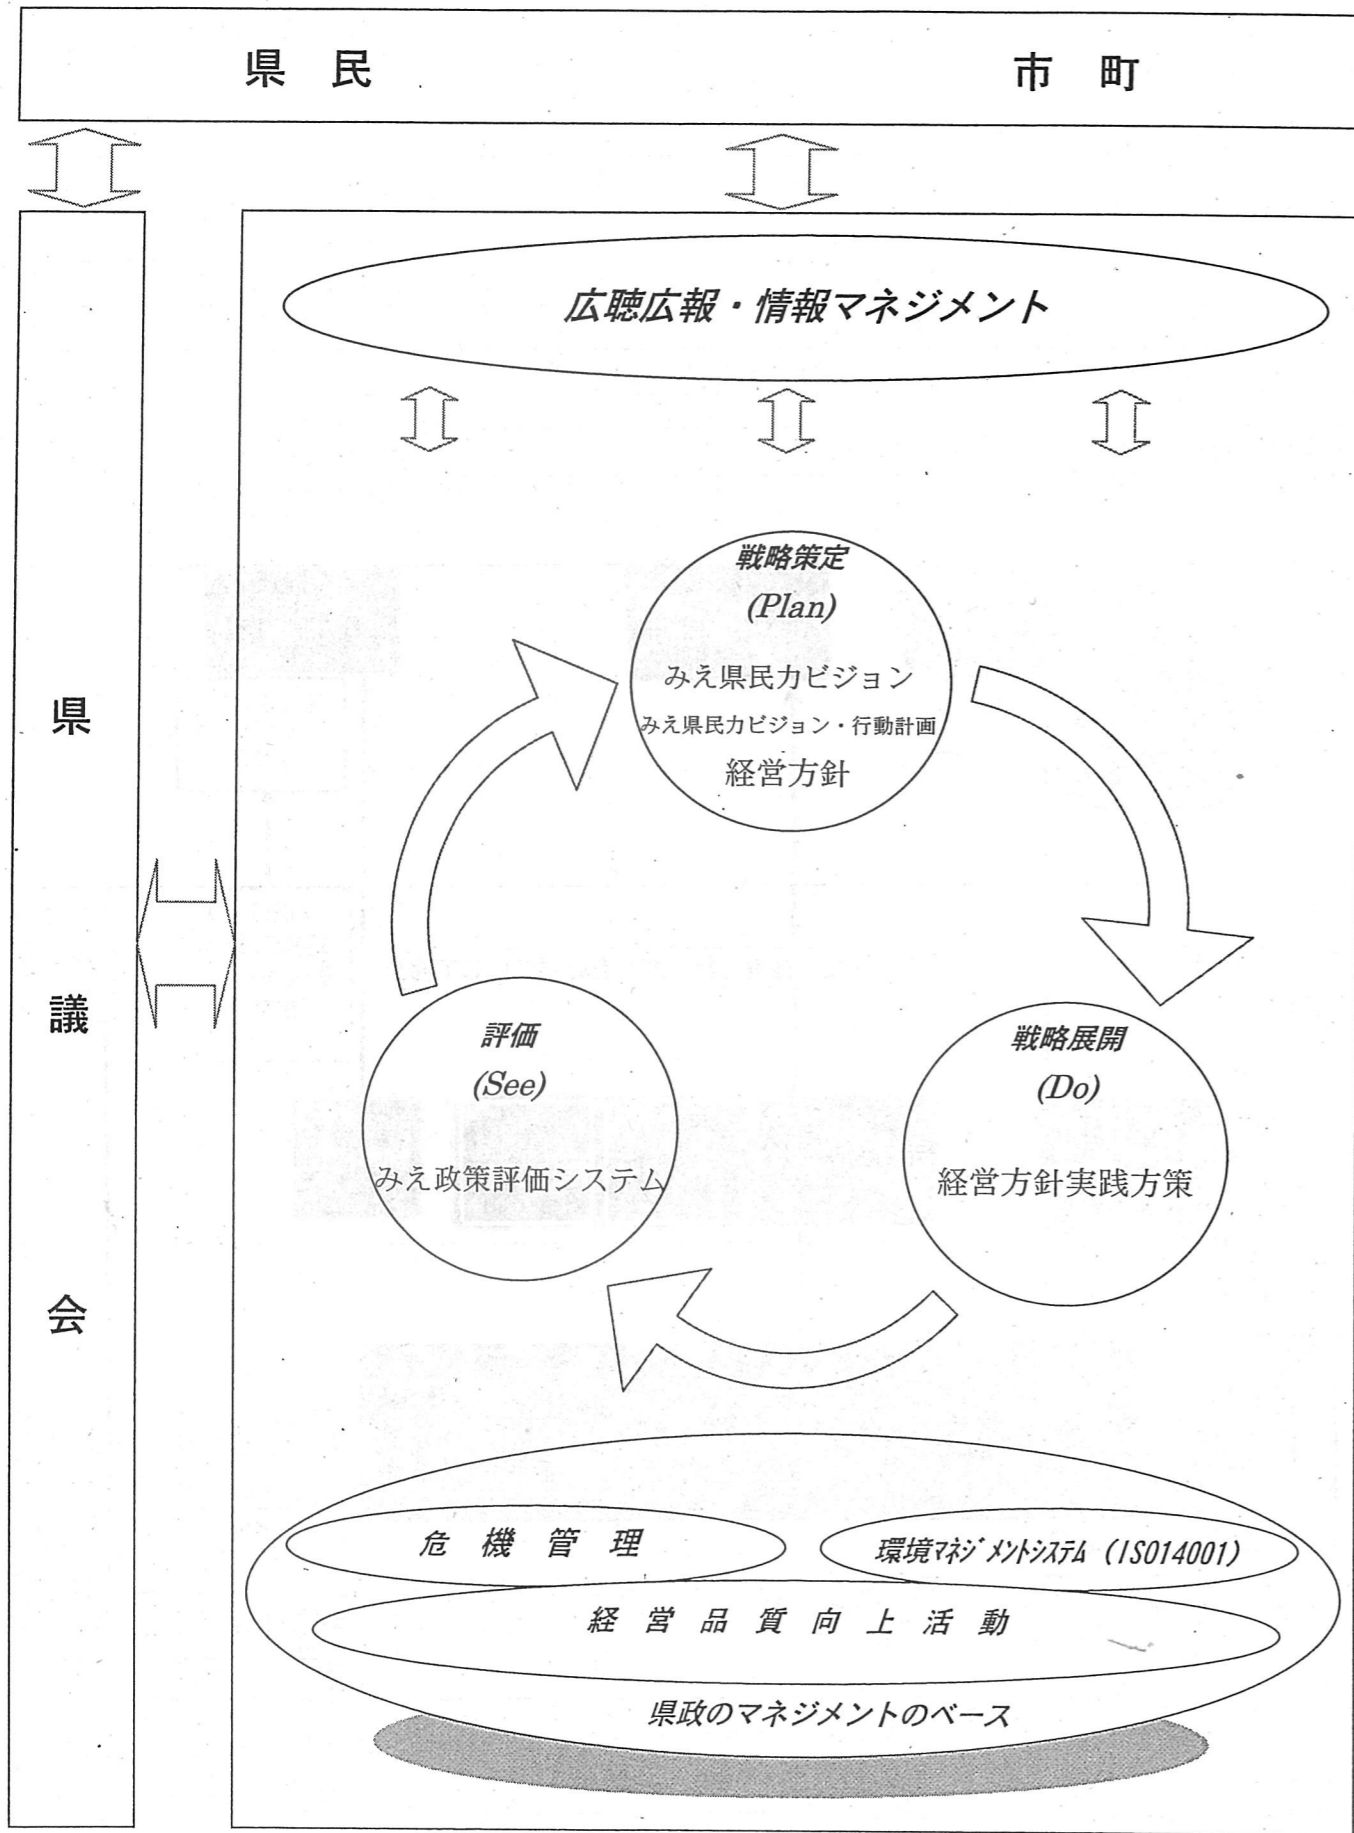 県民 市町
広聴広報・情報マネジメント
戦略策定
(Plan)
みえ県民力ビジョン
みえ県民力ビジョン・行動計画
経営方針
県議会
評価
(See)
みえ政策評価システム
戦略展開
(Do)
経営方針実践方策
危機管理
環境マネジメントシステム(ISO14001)
経営品質向上活動
県政のマネジメントのベース